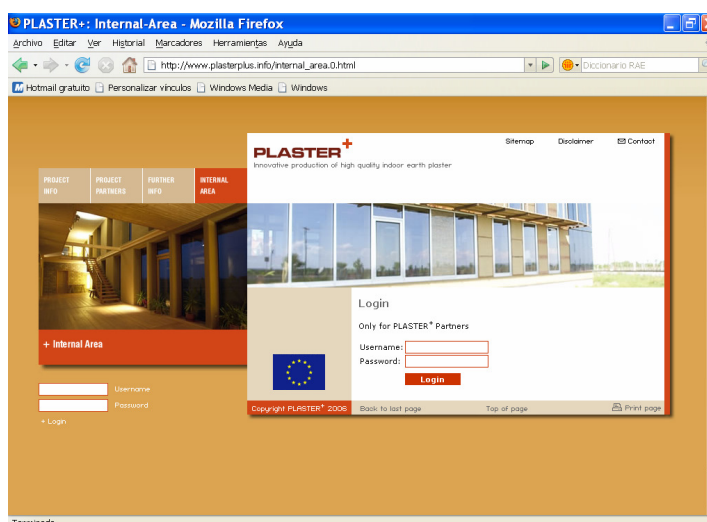 PLASTER+: Internal-Area - Mozilla Firefox
Archivo Editar Ver Historial Marcadores Herramientas Ayuda
http://www.plasterplus.info/internal_area.0.html
Diccionario RAE
Hotmail gratuito Personalizar vínculos Windows Media Windows
PLASTER+
Innovative production of high quality indoor earth plaster
Sitemap Disclaimer Contact
PROJECT INFO
PROJECT PARTNERS
FURTHER INFO
INTERNAL AREA
+ Internal Area
Username
Password
+ Login
Login
Only for PLASTER+ Partners
Username:
Password:
Login
Copyright PLASTER+ 2006 Back to last page Top of page Print page